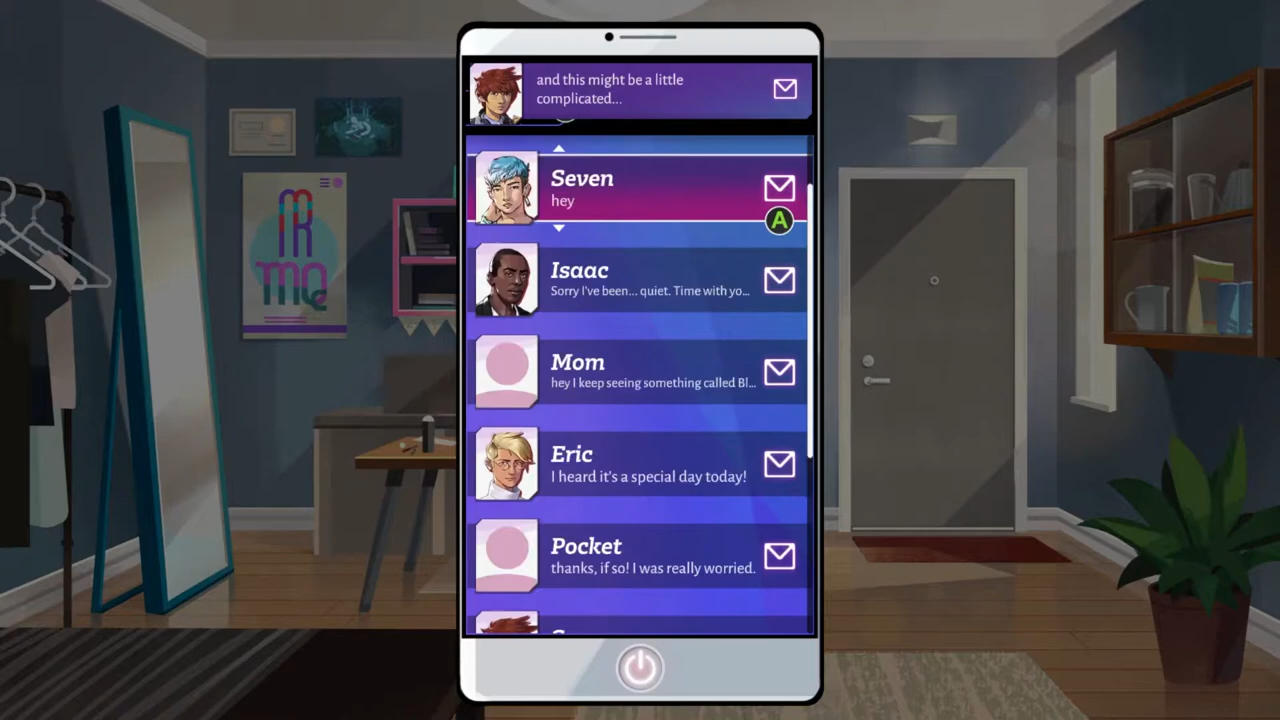 and this might be a little
complicated...
Seven
hey
A
Isaac
Sorry I've been... quiet. Time with yo...
Mom
hey I keep seeing something called Bl...
Eric
I heard it's a special day today!
Pocket
thanks, if so! I was really worried.